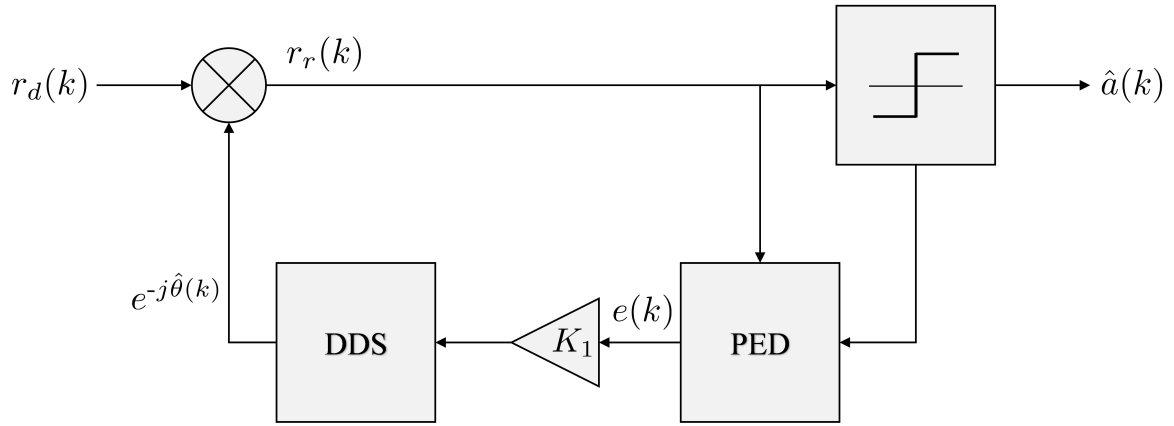 r_d(k)
r_r(k)
â(k)
e^{-jθ̂(k)}
DDS
K_1
e(k)
PED